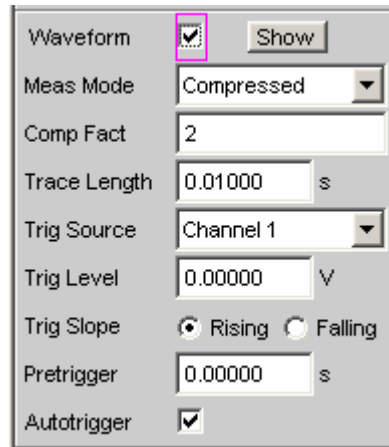 Waveform Show
Meas Mode Compressed
Comp Fact 2
Trace Length 0.01000 s
Trig Source Channel 1
Trig Level 0.00000 V
Trig Slope Rising Falling
Pretrigger 0.00000 s
Autotrigger